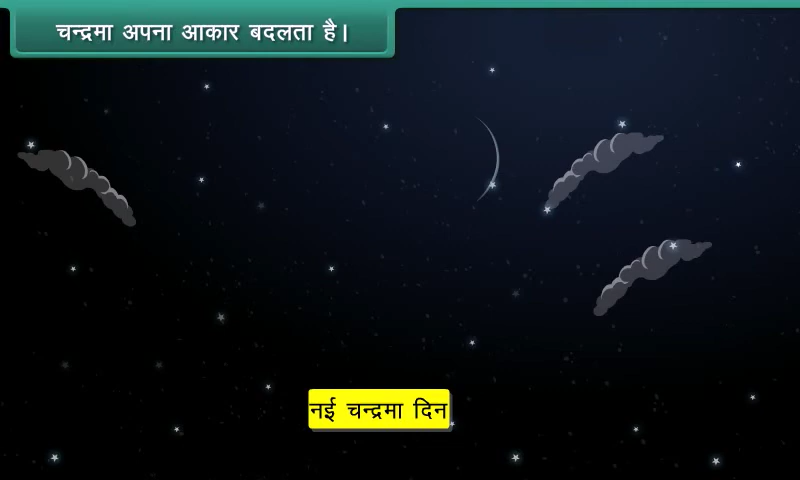 चन्द्रमा अपना आकार बदलता है।
नई चन्द्रमा दिन